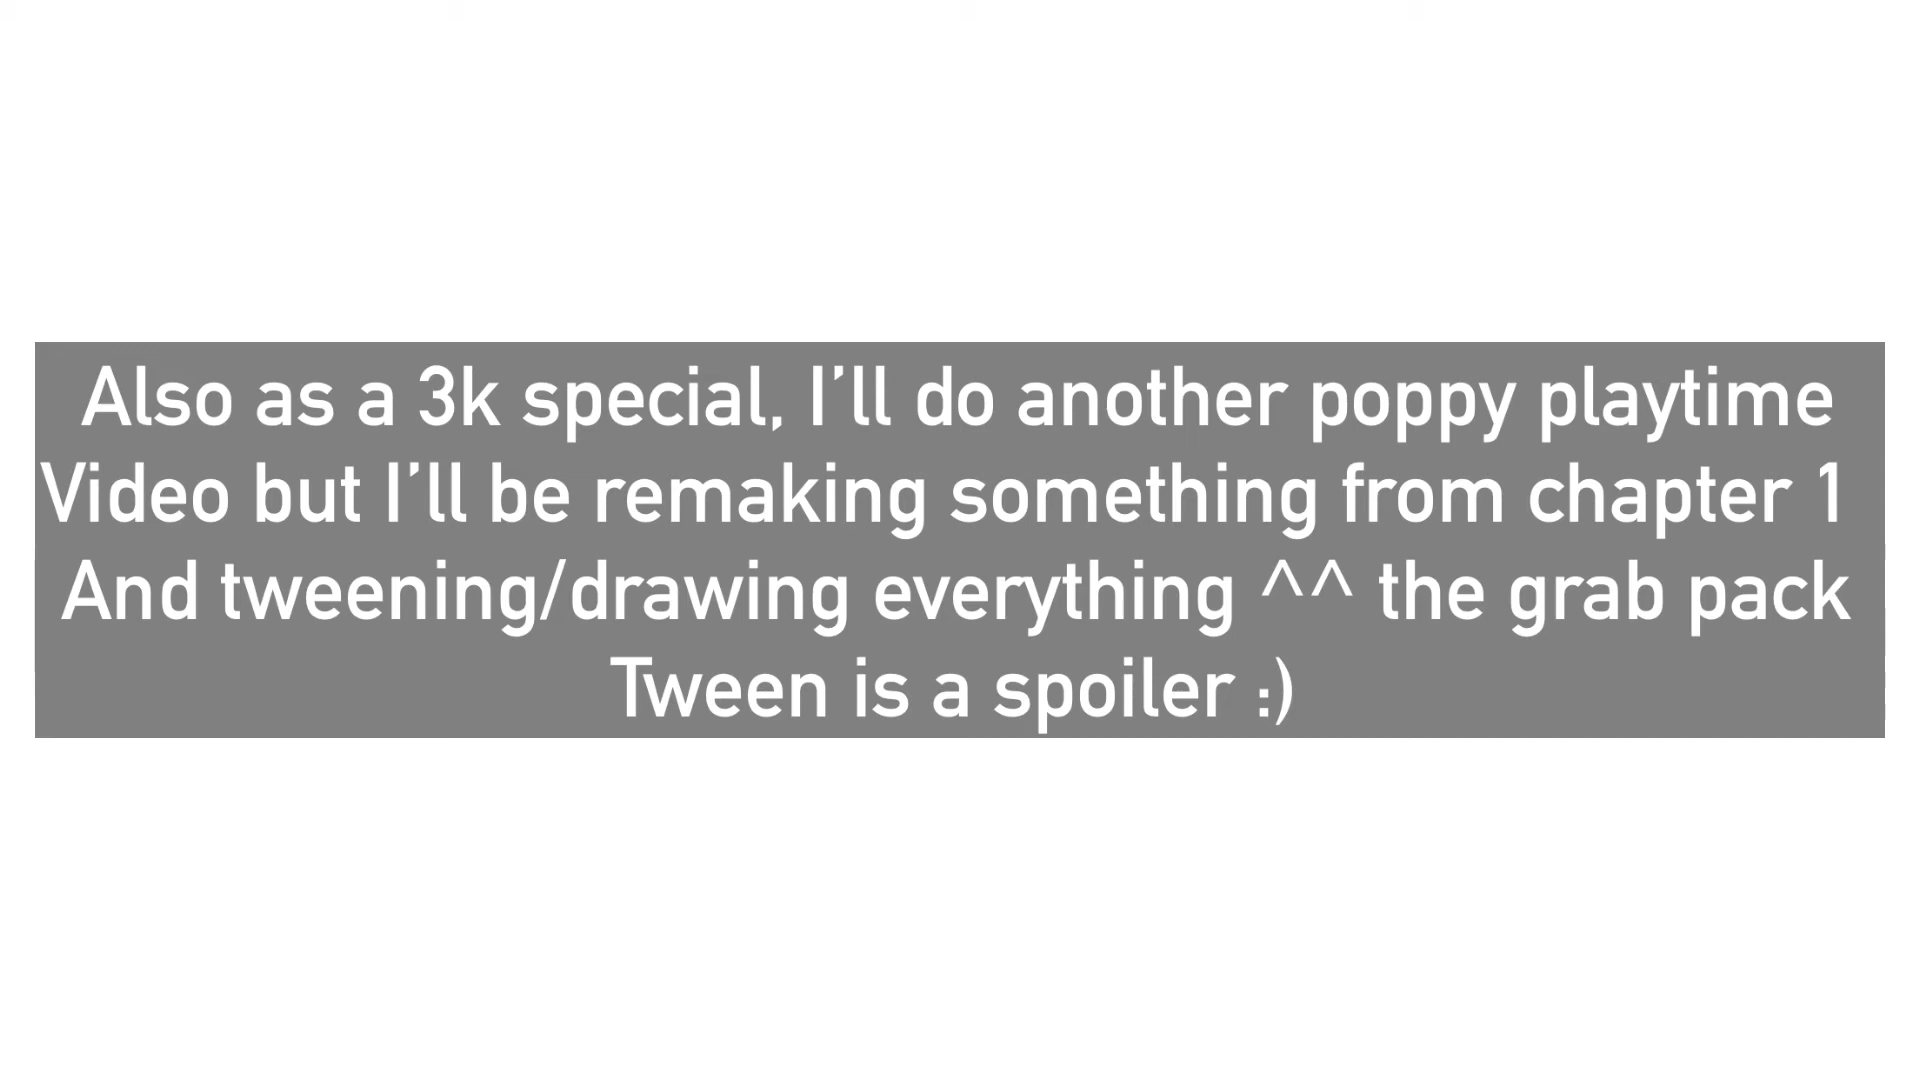 Also as a 3k special, I’ll do another poppy playtime
Video but I’ll be remaking something from chapter 1
And tweening/drawing everything ^^ the grab pack
Tween is a spoiler :)